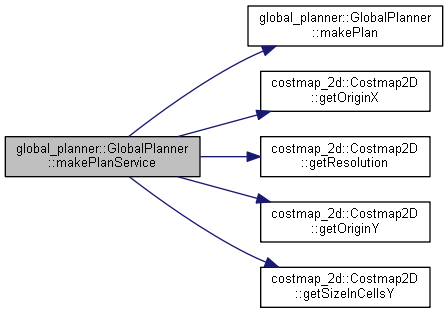 global_planner::GlobalPlanner
::makePlan
costmap_2d::Costmap2D
::getOriginX
global_planner::GlobalPlanner
::makePlanService
costmap_2d::Costmap2D
::getResolution
costmap_2d::Costmap2D
::getOriginY
costmap_2d::Costmap2D
::getSizeInCellsY